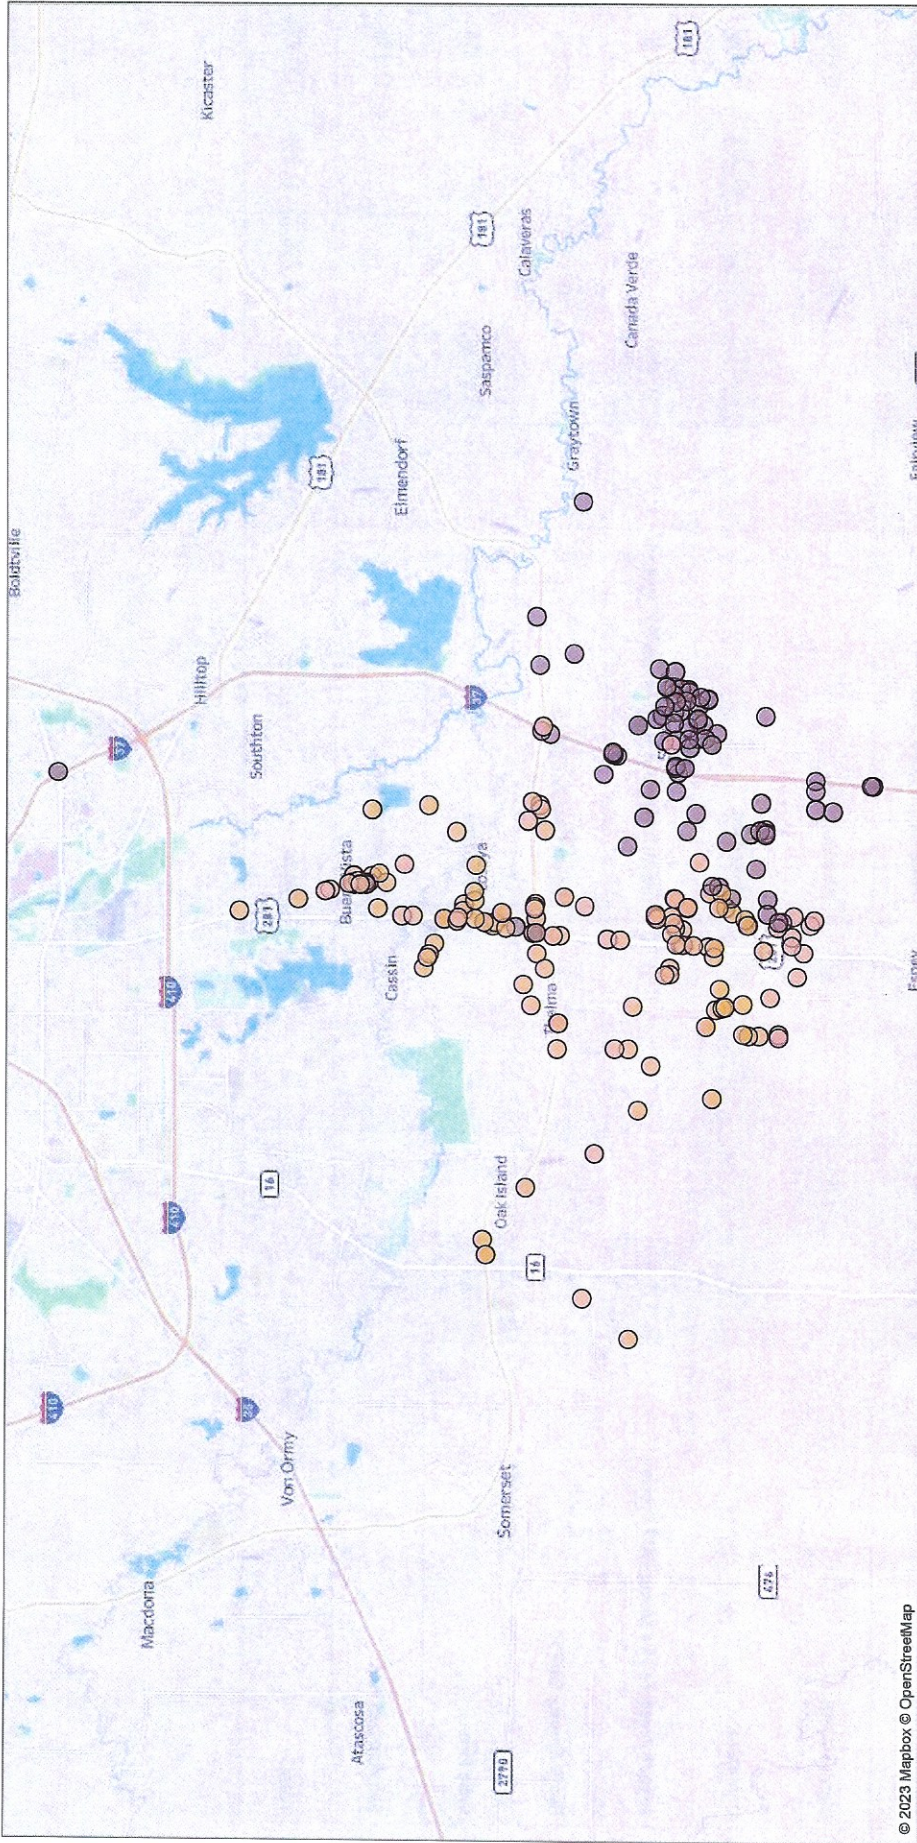 Kicaster
181
Boldtville
37
Hilltop
Southton
181
181
Saspamco
Calaveras
Canada Verde
Graytown
Elmendorf
37
281
410
Cassin
Thelma
410
16
Oak Island
16
410
Von Ormy
Macdona
Somerset
476
Atascosa
2790
© 2023 Mapbox © OpenStreetMap